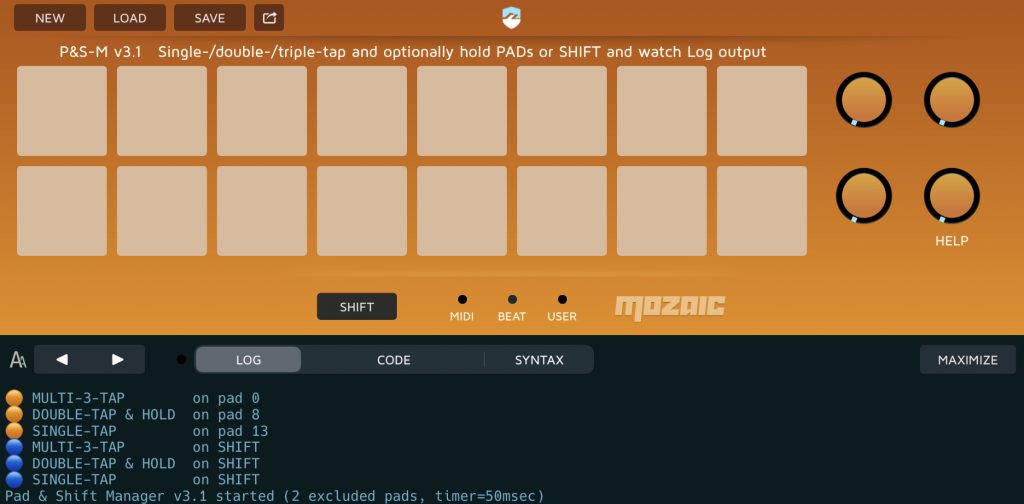 NEW LOAD SAVE
P&S-M v3.1 Single-/double-/triple-tap and optionally hold PADs or SHIFT and watch Log output
HELP
SHIFT
MIDI BEAT USER
MOZAIC
AA LOG CODE SYNTAX MAXIMIZE
MULTI-3-TAP on pad 0
DOUBLE-TAP & HOLD on pad 8
SINGLE-TAP on pad 13
MULTI-3-TAP on SHIFT
DOUBLE-TAP & HOLD on SHIFT
SINGLE-TAP on SHIFT
Pad & Shift Manager v3.1 started (2 excluded pads, timer=50msec)